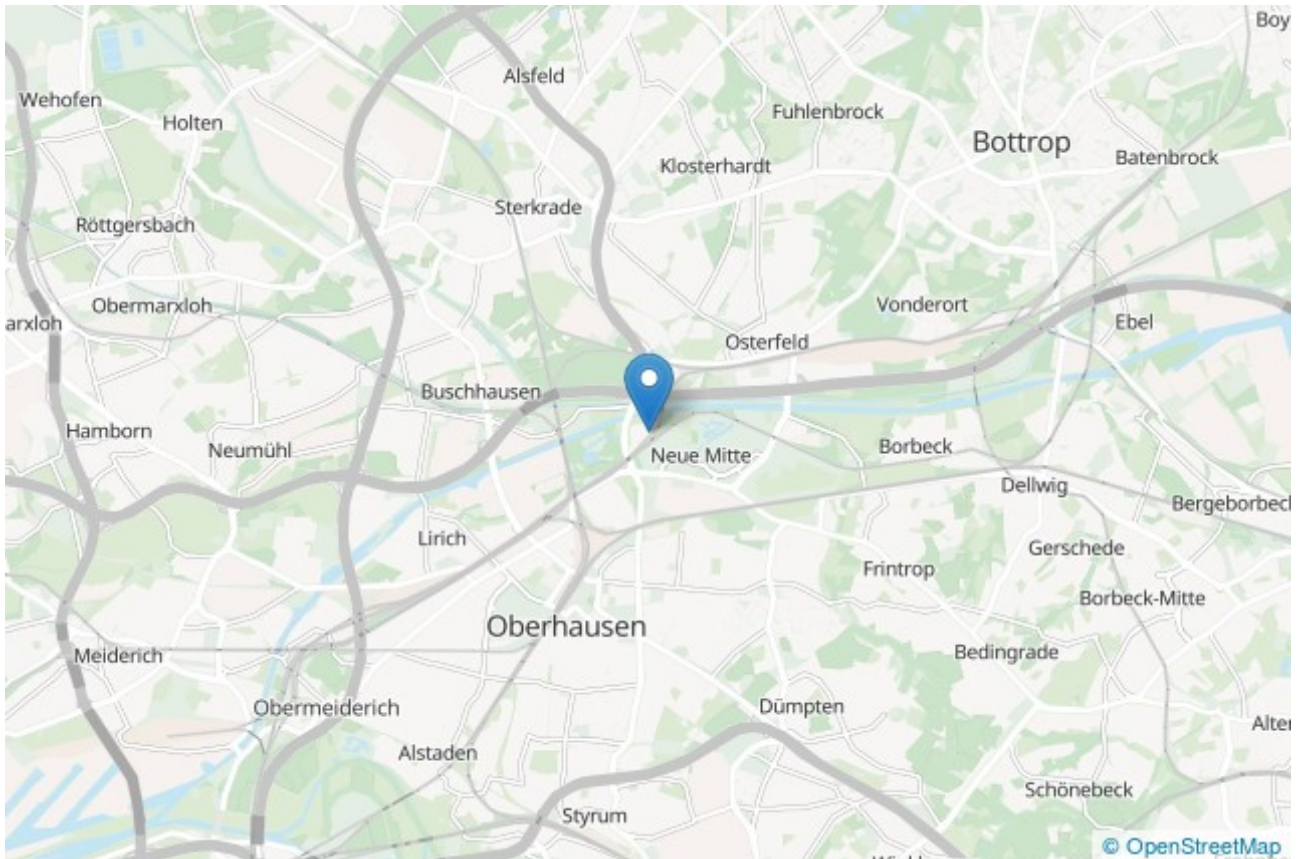 Boy
Alsfeld
Wehofen
Fuhlenbrock
Holten
Bottrop
Batenbrock
Klosterhardt
Sterkrade
Röttgersbach
Vonderort
Obermarxloh
arxloh
Ebel
Osterfeld
Buschhausen
Hamborn
Neumühl
Borbeck
Neue Mitte
Dellwig
Bergeborbeck
Lirich
Gerschede
Frintrop
Borbeck-Mitte
Oberhausen
Bedingrade
Meiderich
Obermeiderich
Dümpten
Alten
Alstaden
Schönebeck
Styrum
© OpenStreetMap